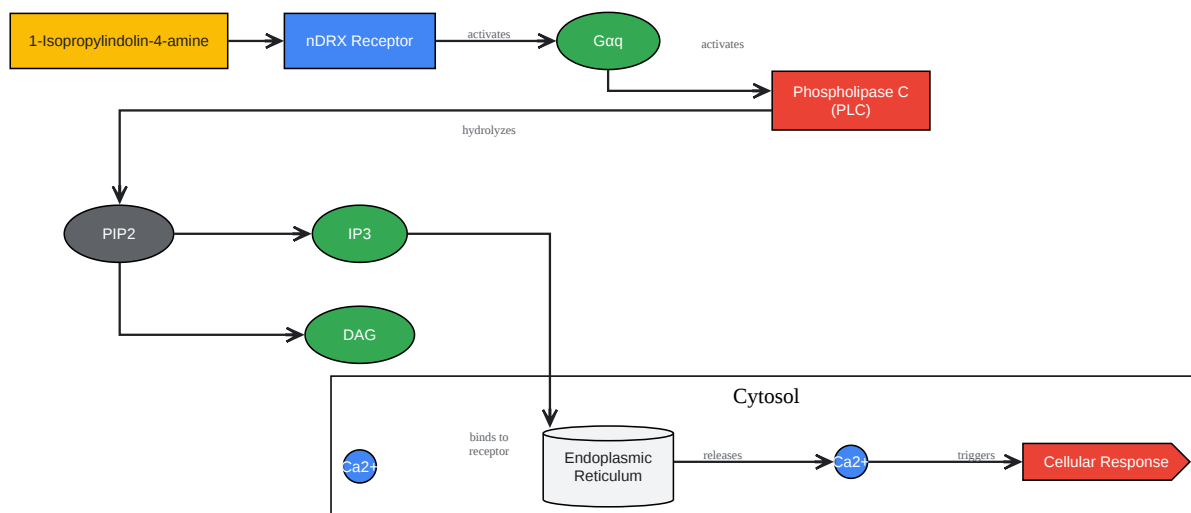 1-Isopropylindolin-4-amine
nDRX Receptor
activates
Gαq
activates
Phospholipase C
(PLC)
hydrolyzes
PIP2
IP3
DAG
Cytosol
Ca2+
binds to
receptor
Endoplasmic
Reticulum
releases
Ca2+
triggers
Cellular Response